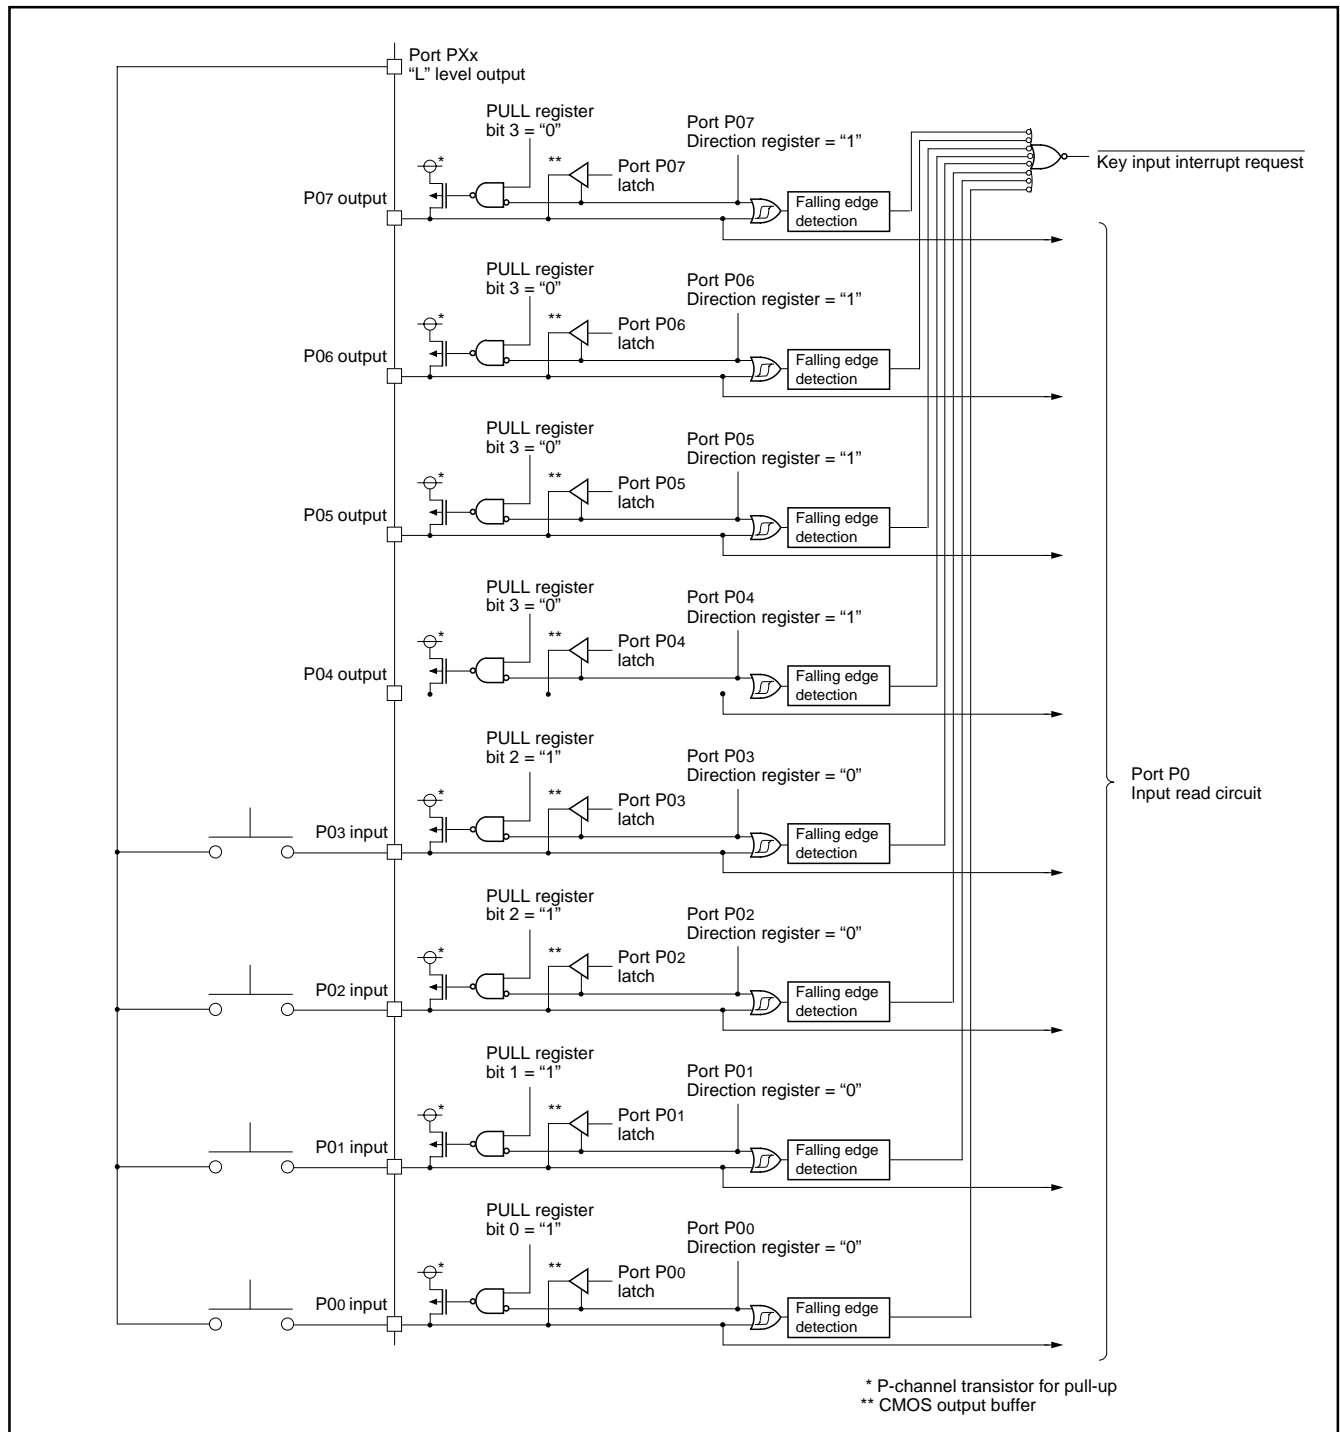 Port PXx
“L” level output
PULL register
bit 3 = “0”
Port P07
Direction register = “1”
*
**
Port P07
latch
P07 output
Falling edge
detection
Key input interrupt request
PULL register
bit 3 = “0”
Port P06
Direction register = “1”
*
**
Port P06
latch
P06 output
Falling edge
detection
PULL register
bit 3 = “0”
Port P05
Direction register = “1”
*
**
Port P05
latch
P05 output
Falling edge
detection
PULL register
bit 3 = “0”
Port P04
Direction register = “1”
*
**
Port P04
latch
P04 output
Falling edge
detection
PULL register
bit 2 = “1”
Port P03
Direction register = “0”
*
**
Port P03
latch
P03 input
Falling edge
detection
Port P0
Input read circuit
PULL register
bit 2 = “1”
Port P02
Direction register = “0”
*
**
Port P02
latch
P02 input
Falling edge
detection
PULL register
bit 1 = “1”
Port P01
Direction register = “0”
*
**
Port P01
latch
P01 input
Falling edge
detection
PULL register
bit 0 = “1”
Port P00
Direction register = “0”
*
**
Port P00
latch
P00 input
Falling edge
detection
* P-channel transistor for pull-up
** CMOS output buffer